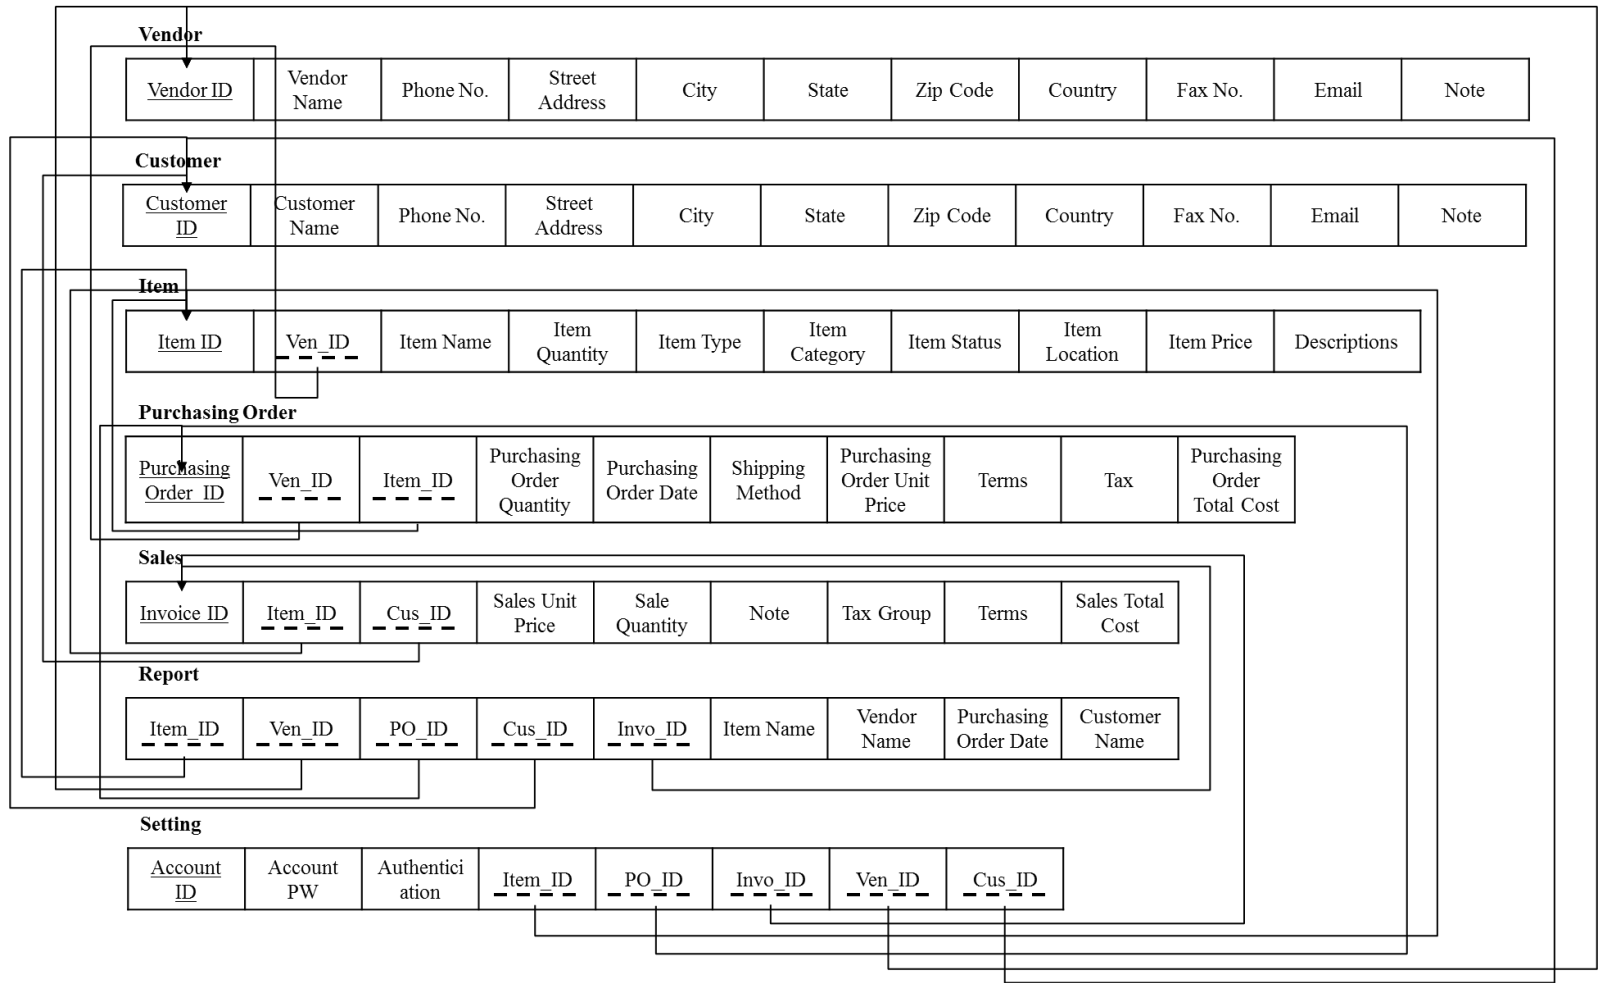 Vendor
Vendor ID
Vendor
Name
Phone No.
Street
Address
City
State
Zip Code
Country
Fax No.
Email
Note
Customer
Customer
ID
Customer
Name
Phone No.
Street
Address
City
State
Zip Code
Country
Fax No.
Email
Note
Item
Item ID
Ven_ID
Item Name
Item
Quantity
Item Type
Item
Category
Item Status
Item
Location
Item Price
Descriptions
Purchasing Order
Purchasing
Order_ID
Ven_ID
Item_ID
Purchasing
Order
Quantity
Purchasing
Order Date
Shipping
Method
Purchasing
Order Unit
Price
Terms
Tax
Purchasing
Order
Total Cost
Sales
Invoice ID
Item_ID
Cus_ID
Sales Unit
Price
Sale
Quantity
Note
Tax Group
Terms
Sales Total
Cost
Report
Item_ID
Ven_ID
PO_ID
Cus_ID
Invo_ID
Item Name
Vendor
Name
Purchasing
Order Date
Customer
Name
Setting
Account
ID
Account
PW
Authentici
ation
Item_ID
PO_ID
Invo_ID
Ven_ID
Cus_ID